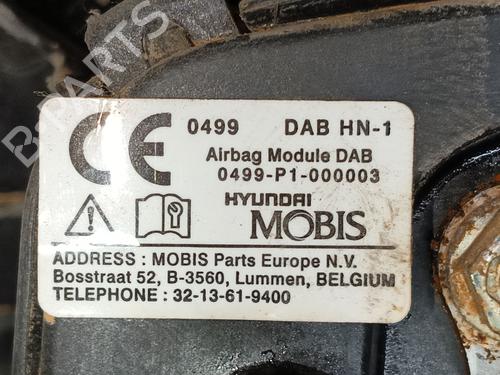 CE 0499 DAB HN-1
Airbag Module DAB
0499-P1-000003
HYUNDAI
MOBIS
ADDRESS : MOBIS Parts Europe N.V.
Bosstraat 52, B-3560, Lummen, BELGIUM
TELEPHONE : 32-13-61-9400